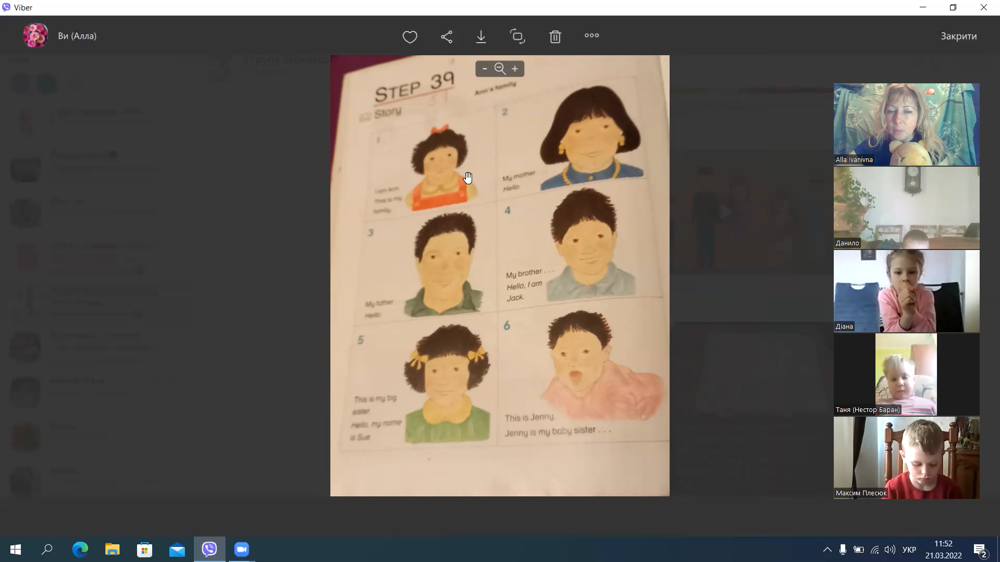 Viber
Ви (Алла)
Закрити
STEP 39
Ann's family
Story
1
I am Ann.
This is my
family.
2
My mother . . .
Hello.
3
My father
Hello.
4
My brother . . .
Hello, I am
Jack.
5
This is my big
sister.
Hello, my name
is Sue
6
This is Jenny.
Jenny is my baby sister . . .
Alla Ivanivna
Данило
Діана
Таня (Нестор Баран)
Максим Плесюк
УКР
11:52
21.03.2022
2